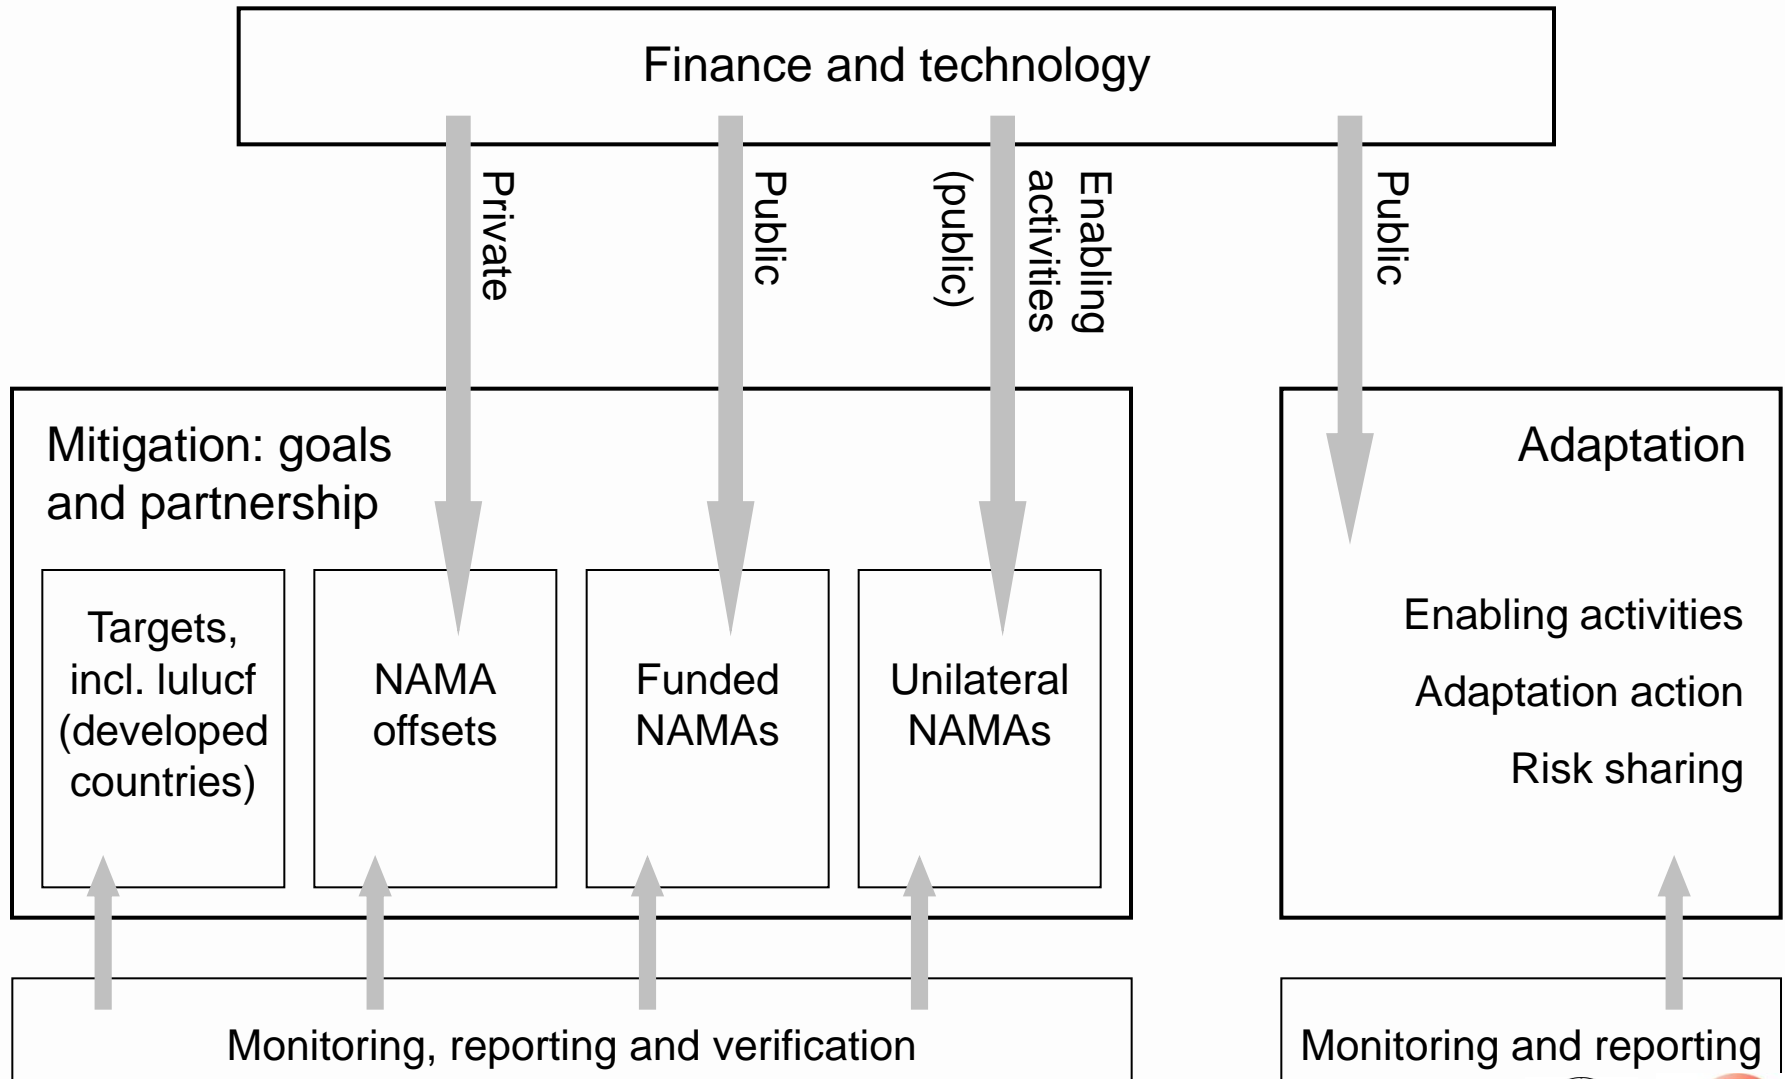 Finance and technology
Private
Public
Enabling
activities
(public)
Public
Mitigation: goals
and partnership
Targets,
incl. lulucf
(developed
countries)
NAMA
offsets
Funded
NAMAs
Unilateral
NAMAs
Adaptation
Enabling activities
Adaptation action
Risk sharing
Monitoring, reporting and verification
Monitoring and reporting